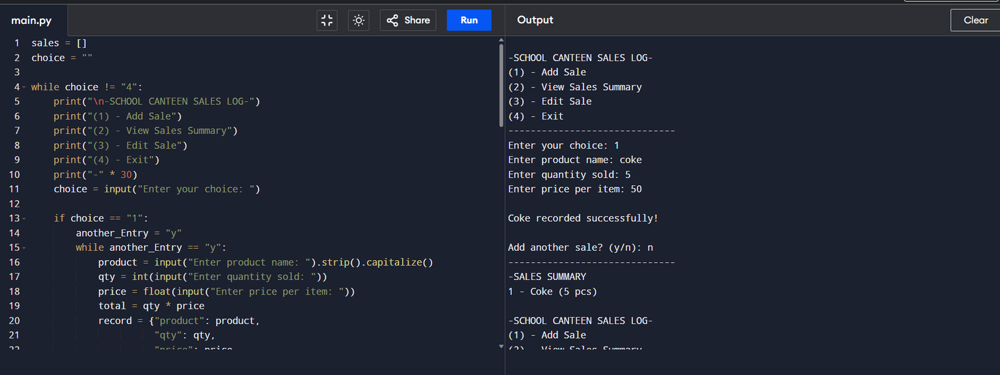 main.py
Share
Run
1 sales = []
2 choice = ""
3
4 while choice != "4":
5     print("\n-SCHOOL CANTEEN SALES LOG-")
6     print("(1) - Add Sale")
7     print("(2) - View Sales Summary")
8     print("(3) - Edit Sale")
9     print("(4) - Exit")
10     print("-" * 30)
11     choice = input("Enter your choice: ")
12
13     if choice == "1":
14         another_Entry = "y"
15         while another_Entry == "y":
16             product = input("Enter product name: ").strip().capitalize()
17             qty = int(input("Enter quantity sold: "))
18             price = float(input("Enter price per item: "))
19             total = qty * price
20             record = {"product": product,
21                       "qty": qty,
22                       "price": price
Output
Clear
-SCHOOL CANTEEN SALES LOG-
(1) - Add Sale
(2) - View Sales Summary
(3) - Edit Sale
(4) - Exit
------------------------------
Enter your choice: 1
Enter product name: coke
Enter quantity sold: 5
Enter price per item: 50
Coke recorded successfully!
Add another sale? (y/n): n
------------------------------
-SALES SUMMARY
1 - Coke (5 pcs)
-SCHOOL CANTEEN SALES LOG-
(1) - Add Sale
(2) - View Sales Summary